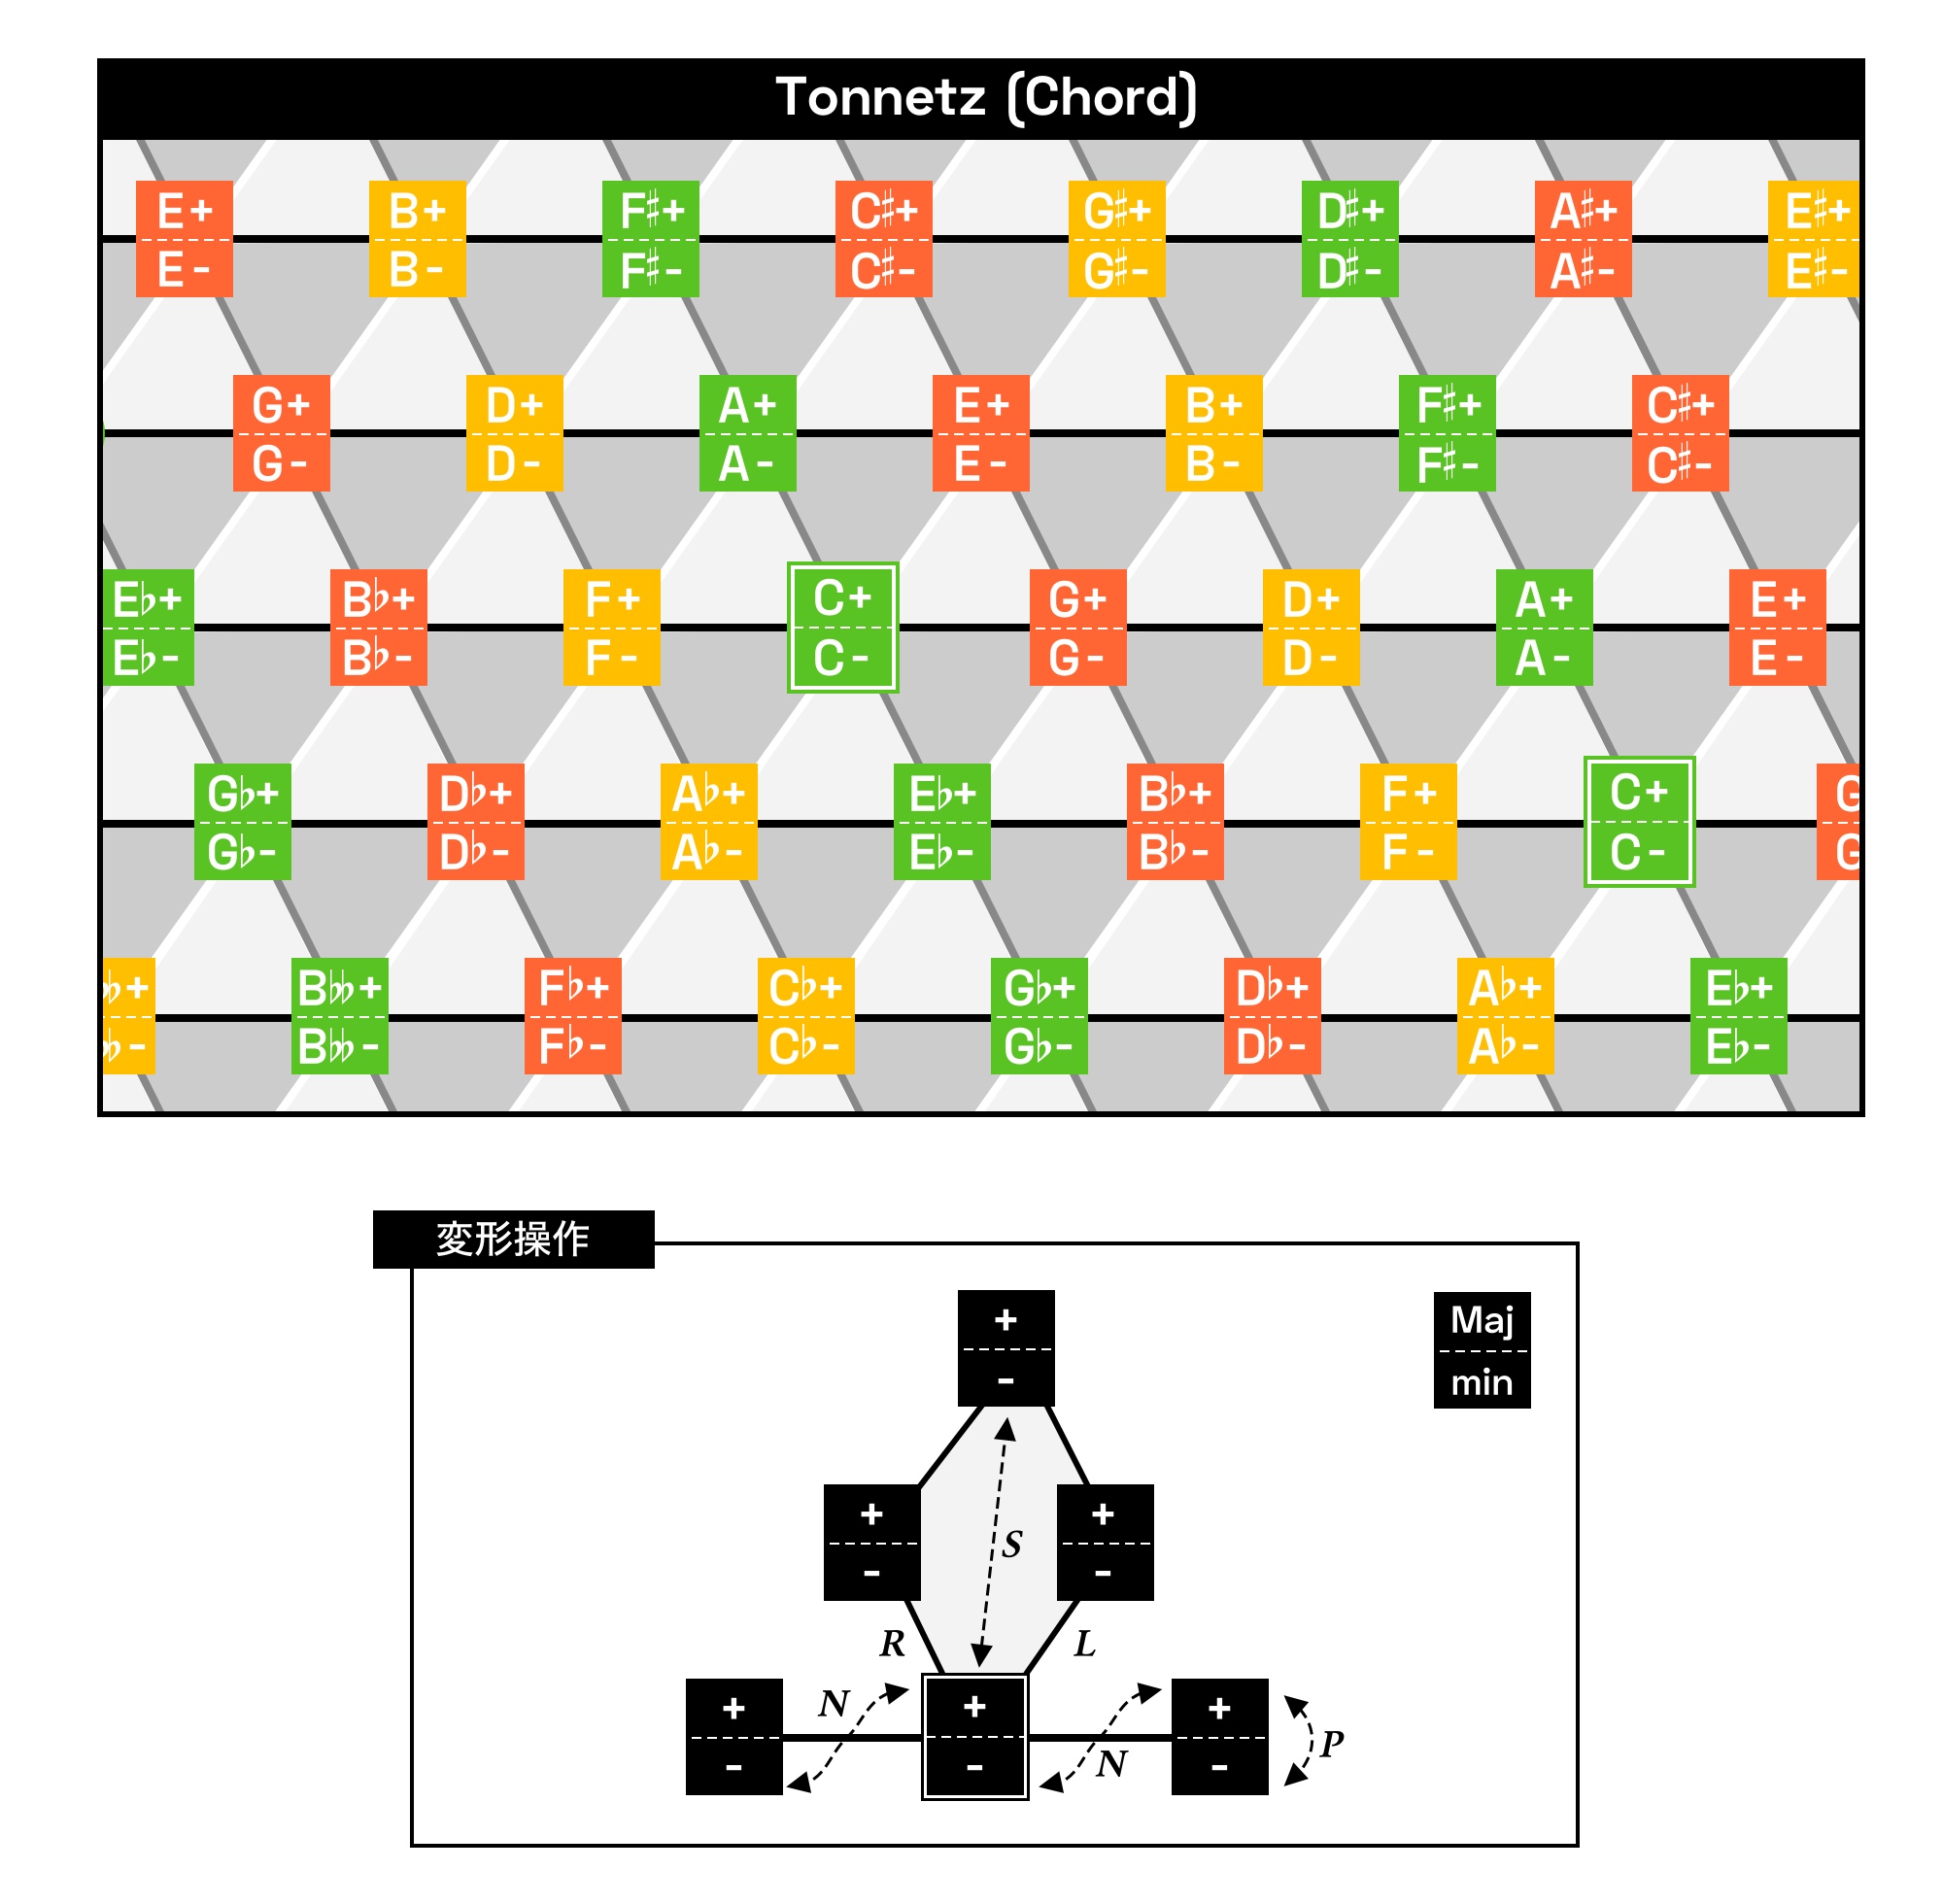 Tonnetz (Chord)
E+ B+ F♯+ C♯+ G♯+ D♯+ A♯+ E♯+
E- B- F♯- C♯- G♯- D♯- A♯- E♯-
G+ D+ A+ E+ B+ F♯+ C♯+
G- D- A- E- B- F♯- C♯-
E♭+ B♭+ F+ C+ G+ D+ A+ E+
E♭- B♭- F- C- G- D- A- E-
G♭+ D♭+ A♭+ E♭+ B♭+ F+ C+ G
G♭- D♭- A♭- E♭- B♭- F- C- G
♭+ B♭♭+ F♭+ C♭+ G♭+ D♭+ A♭+ E♭+
♭- B♭♭- F♭- C♭- G♭- D♭- A♭- E♭-
変形操作
+
-
Maj
min
+ +
- -
S
R L
+ N + N +
- - -
P